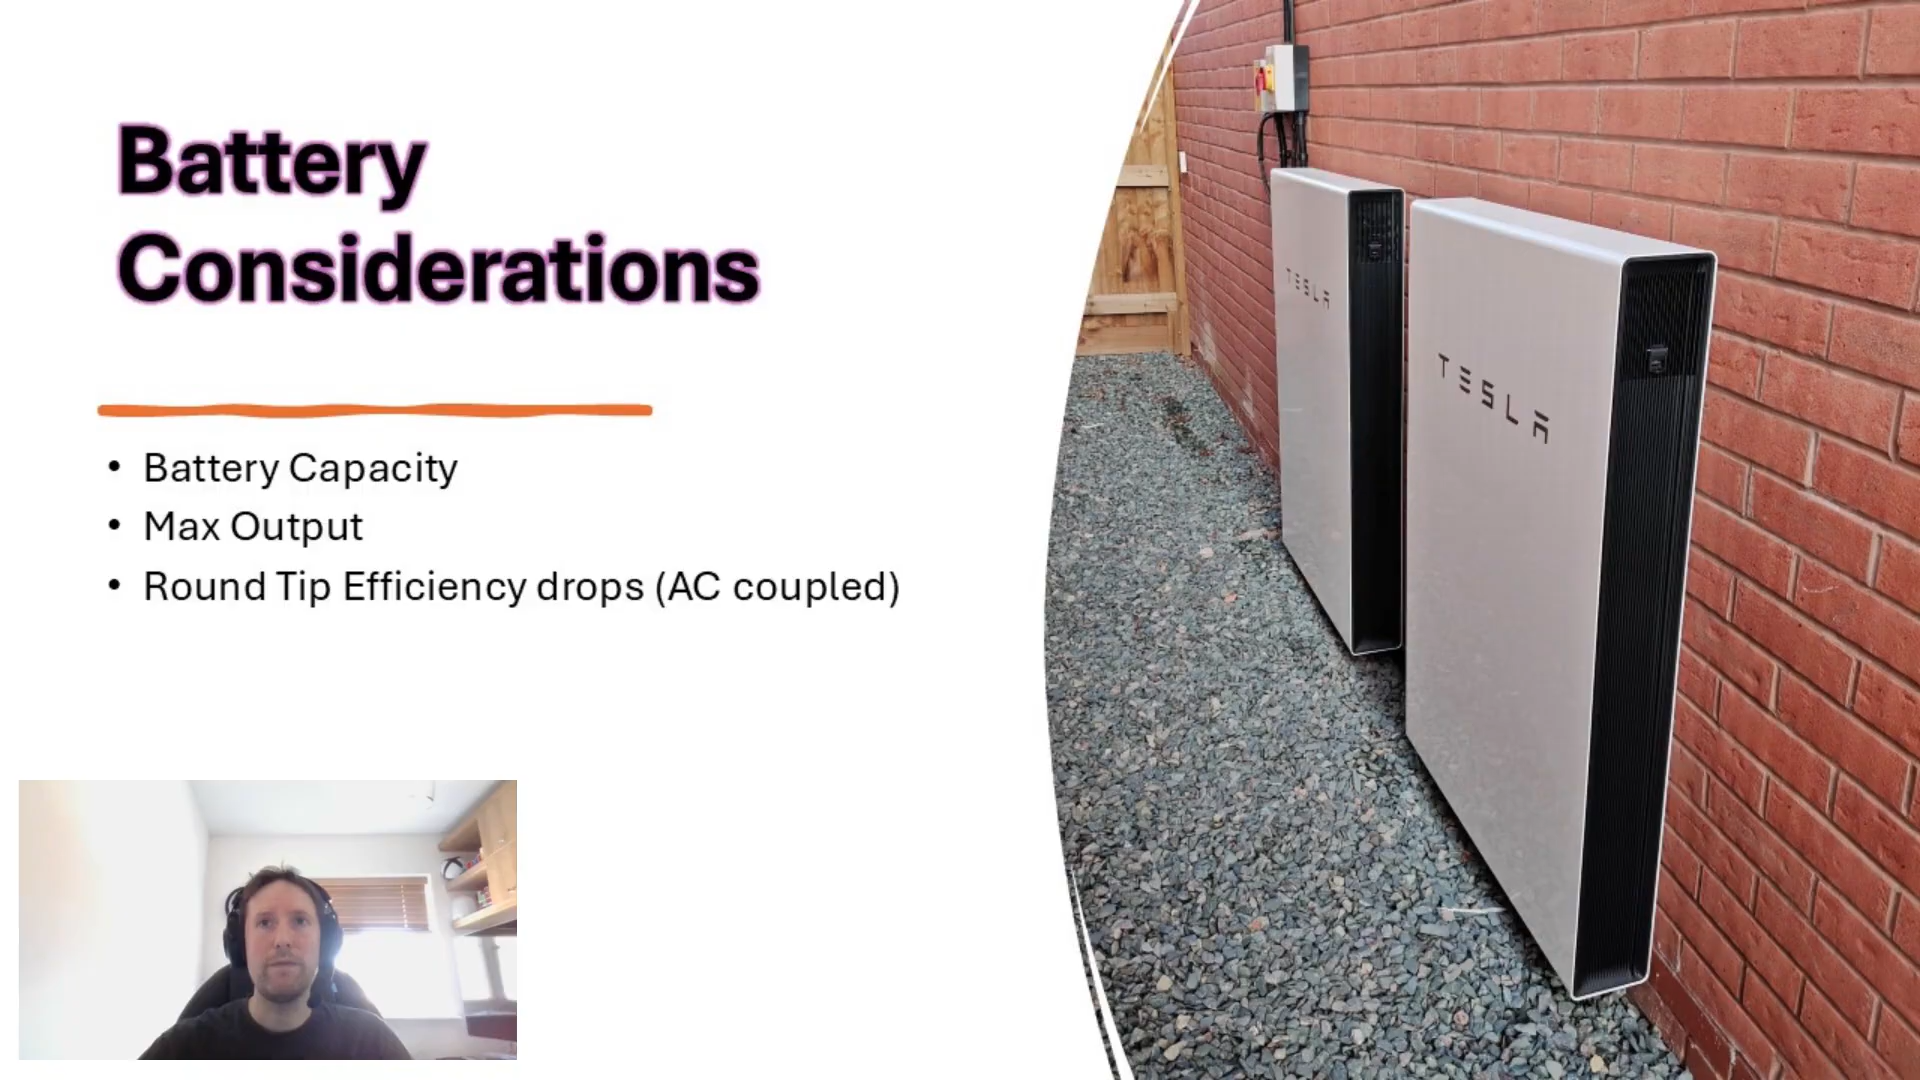 Battery
Considerations
• Battery Capacity
• Max Output
• Round Tip Efficiency drops (AC coupled)
TESLA
TESLA